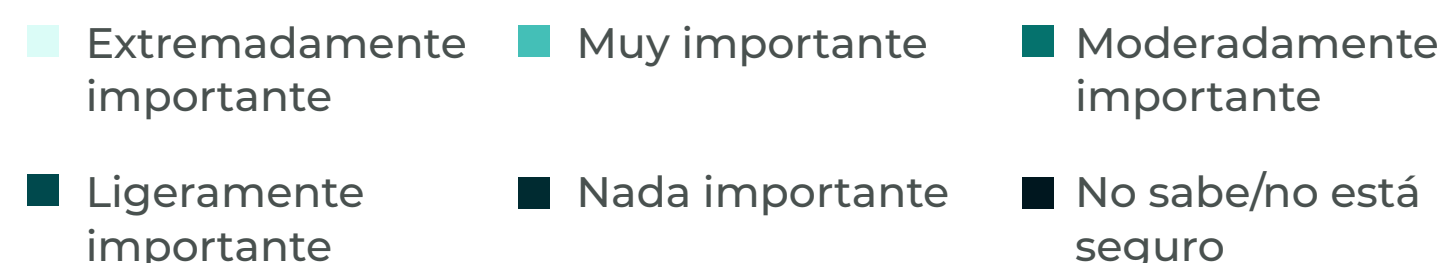 Extremadamente
importante
Muy importante
Moderadamente
importante
Ligeramente
importante
Nada importante
No sabe/no está
seguro